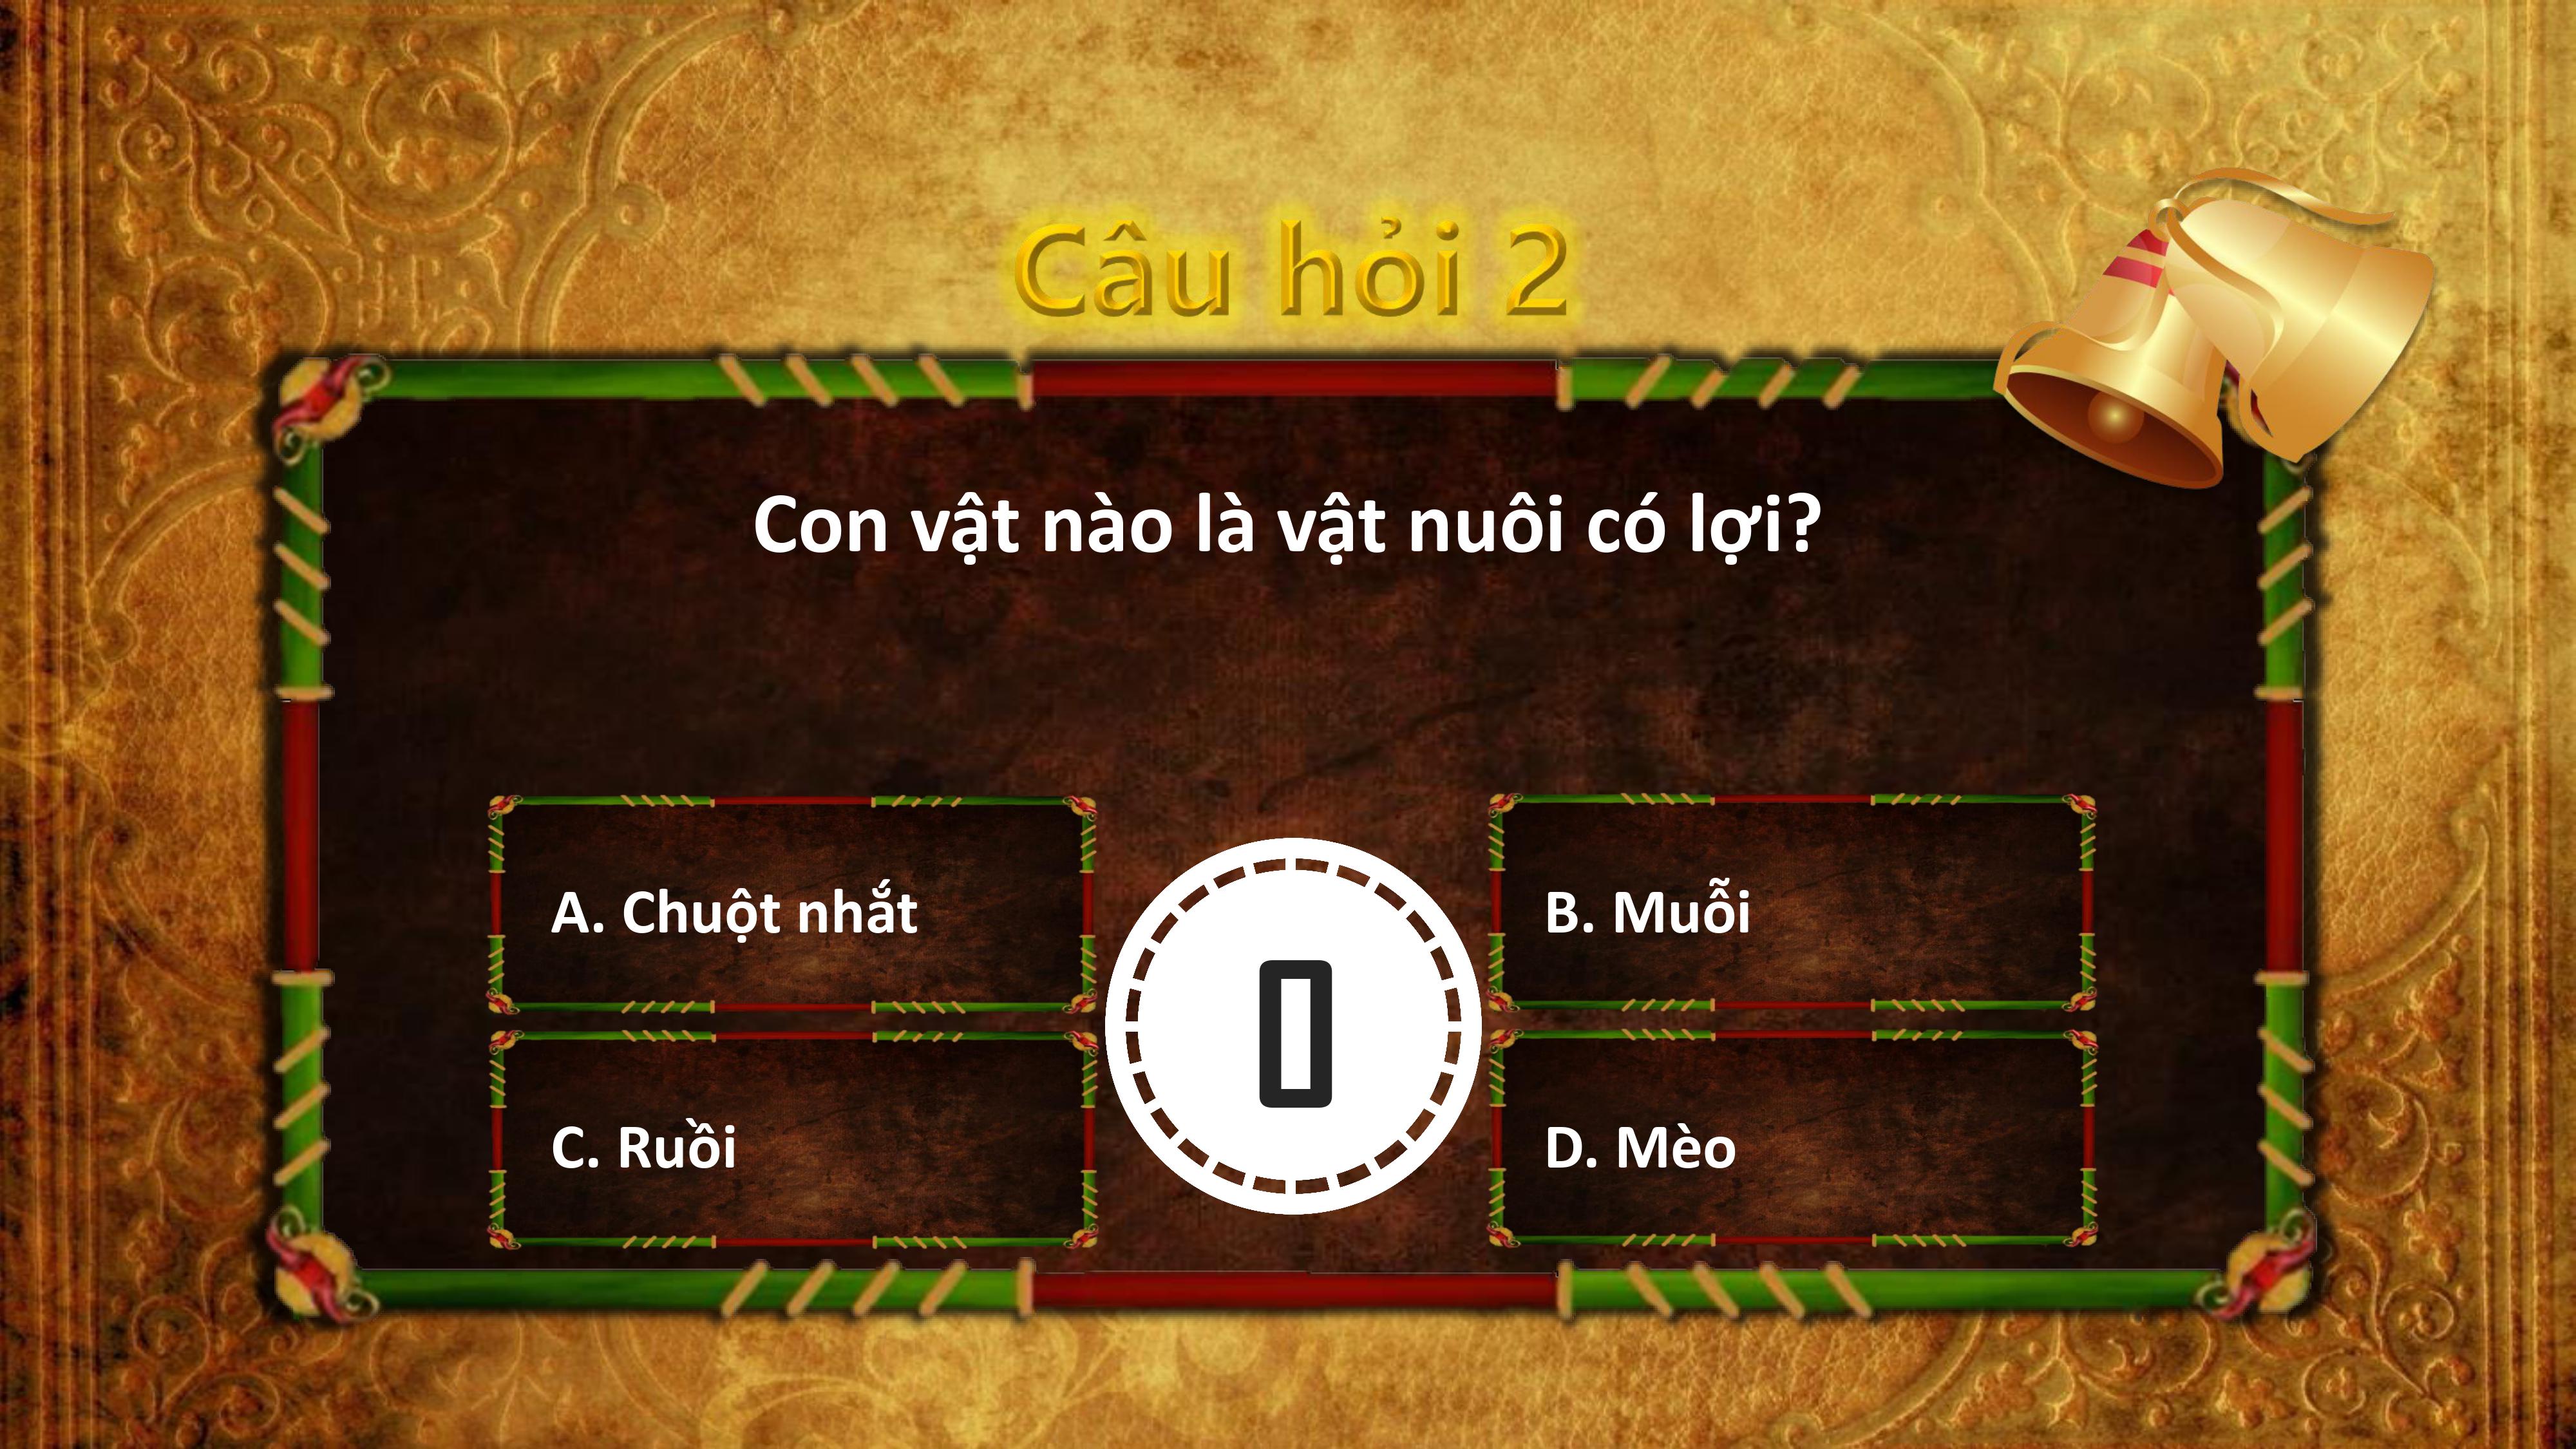 Câu hỏi 2
Con vật nào là vật nuôi có lợi?
A. Chuột nhắt
B. Muỗi
C. Ruồi
D. Mèo